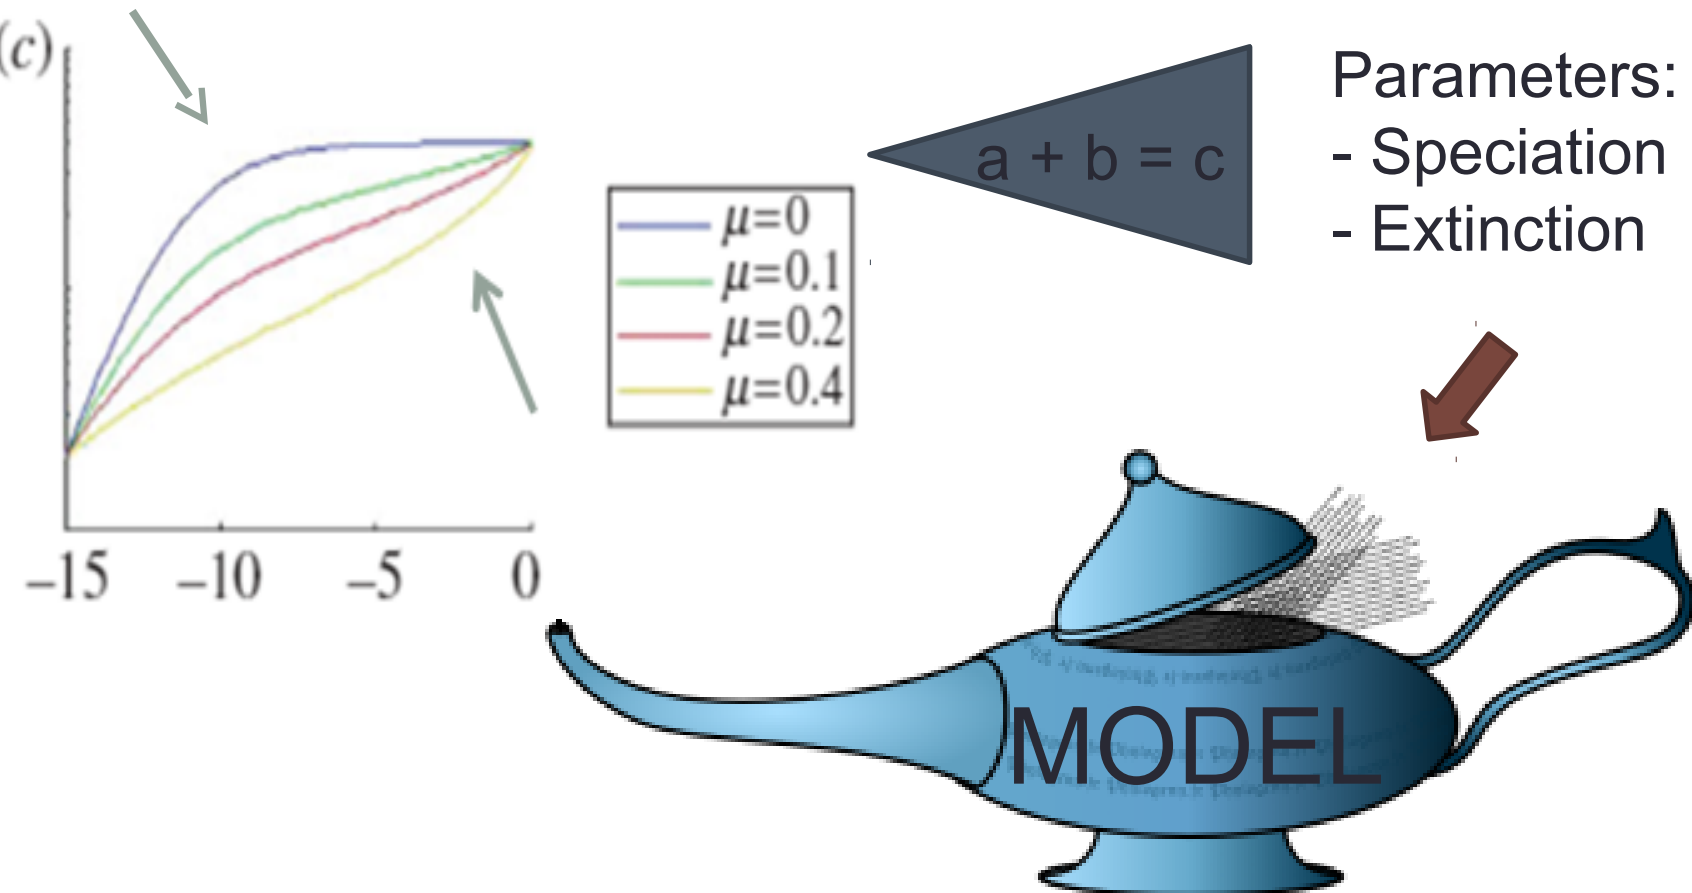 (c)
μ=0
μ=0.1
μ=0.2
μ=0.4
–15 –10 –5 0
a + b = c
Parameters:
- Speciation
- Extinction
MODEL